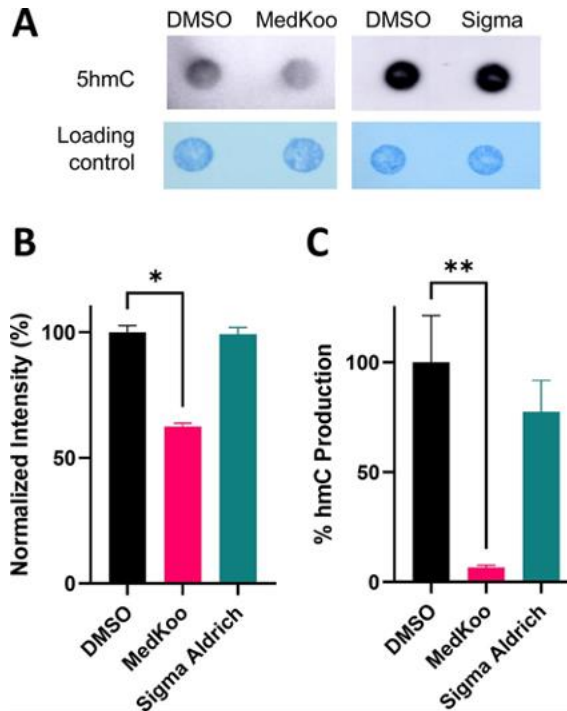 A
DMSO MedKoo DMSO Sigma
5hmC
Loading
control
B
Normalized Intensity (%)
100
50
0
*
DMSO
MedKoo
Sigma Aldrich
C
% hmC Production
100
50
0
**
DMSO
MedKoo
Sigma Aldrich